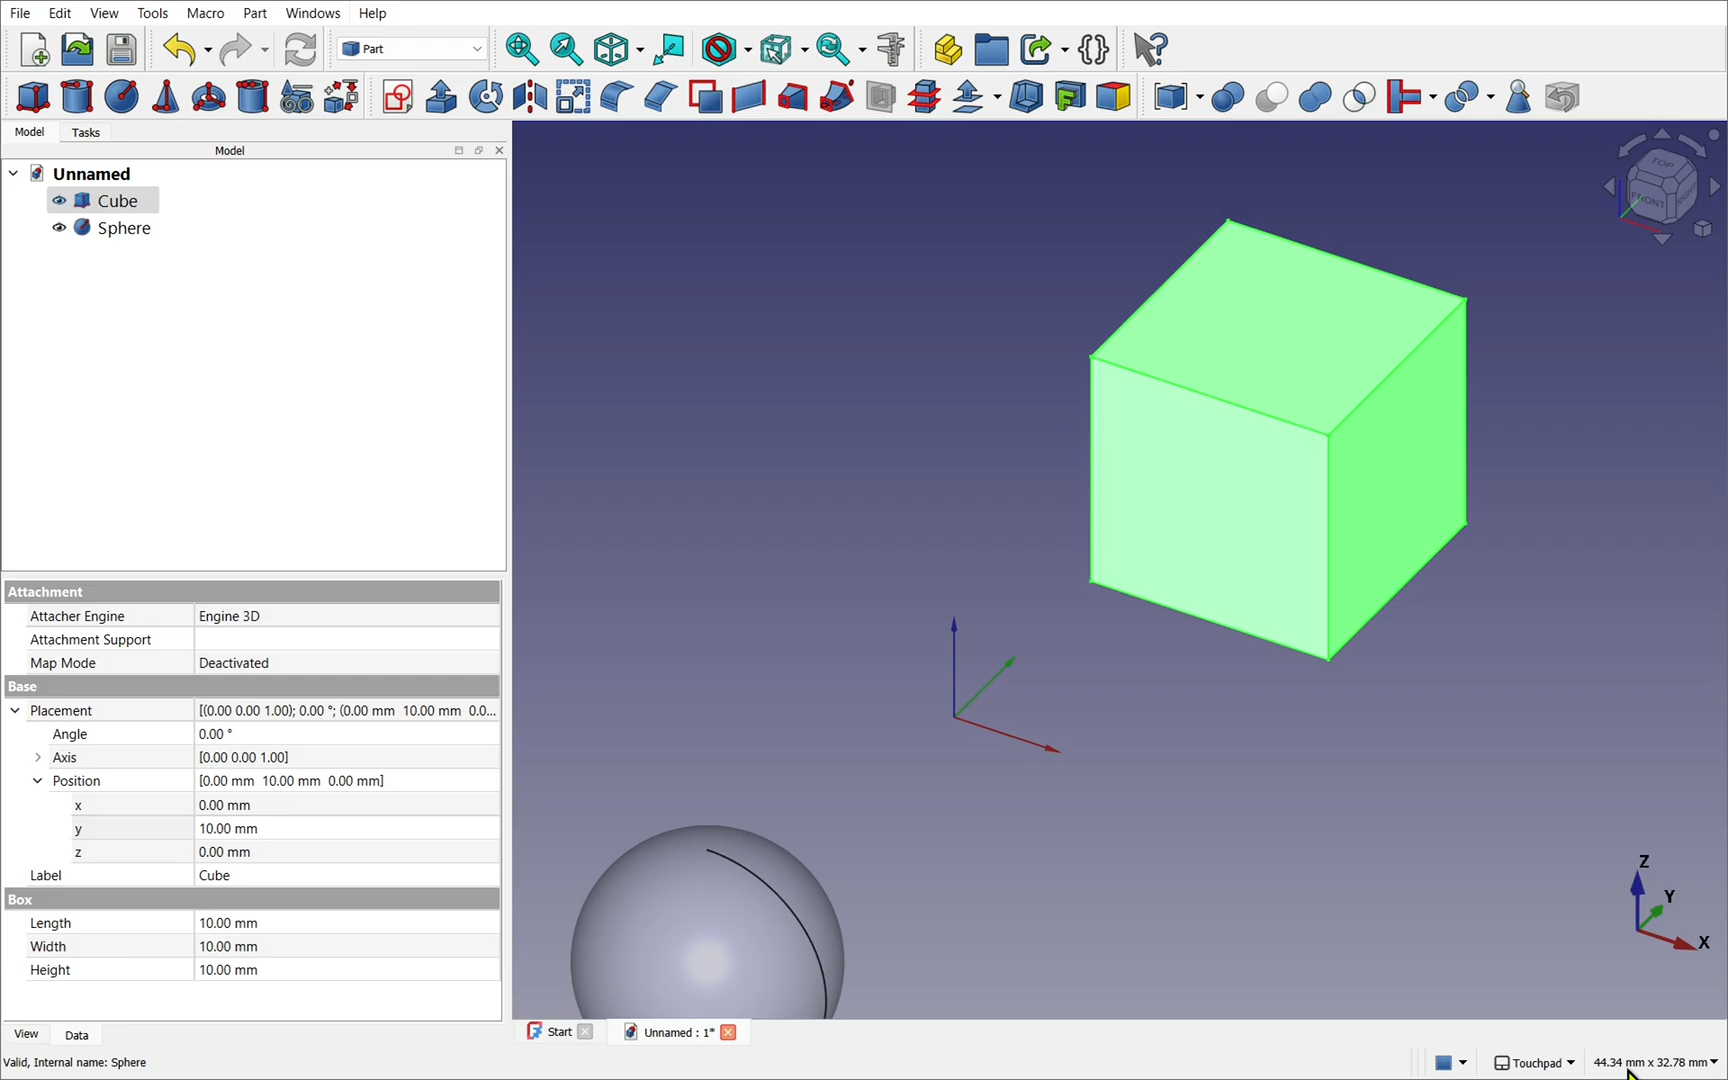 File Edit View Tools Macro Part Windows Help
Part
Model Tasks
Model
Unnamed
Cube
Sphere
Attachment
Attacher Engine Engine 3D
Attachment Support
Map Mode Deactivated
Base
Placement [(0.00 0.00 1.00); 0.00 °; (0.00 mm 10.00 mm 0.0...
Angle 0.00 °
Axis [0.00 0.00 1.00]
Position [0.00 mm 10.00 mm 0.00 mm]
x 0.00 mm
y 10.00 mm
z 0.00 mm
Label Cube
Box
Length 10.00 mm
Width 10.00 mm
Height 10.00 mm
View Data
Valid, Internal name: Sphere
TOP
FRONT
Z
Y
X
Start Unnamed : 1*
Touchpad 44.34 mm x 32.78 mm